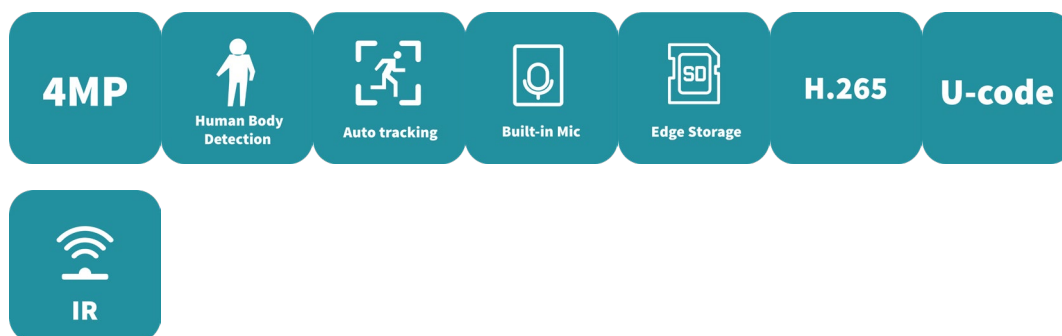 4MP
Human Body
Detection
Auto tracking
Built-in Mic
SD
Edge Storage
H.265
U-code
IR